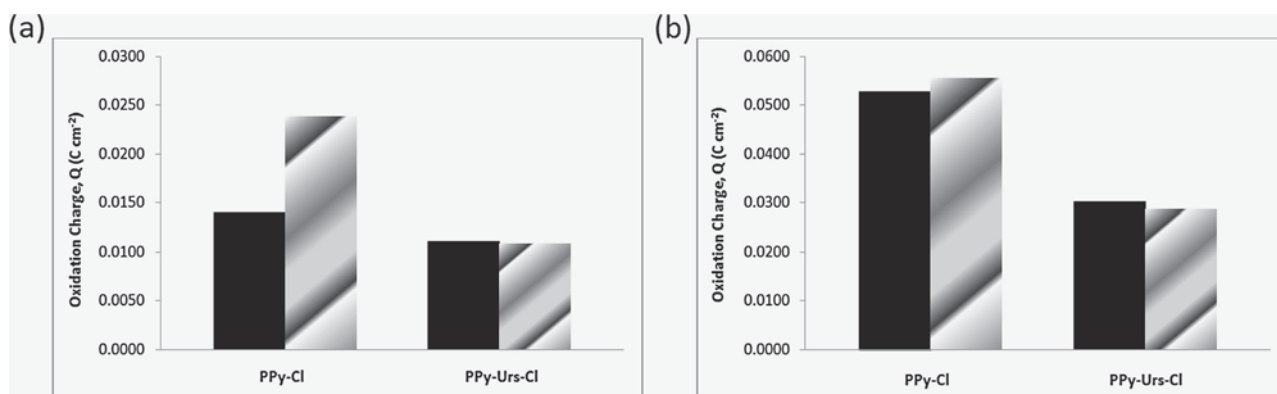 (a)
Oxidation Charge, Q (C cm⁻²)
0.0300
0.0250
0.0200
0.0150
0.0100
0.0050
0.0000
PPy-Cl
PPy-Urs-Cl
(b)
Oxidation Charge, Q (C cm⁻²)
0.0600
0.0500
0.0400
0.0300
0.0200
0.0100
0.0000
PPy-Cl
PPy-Urs-Cl